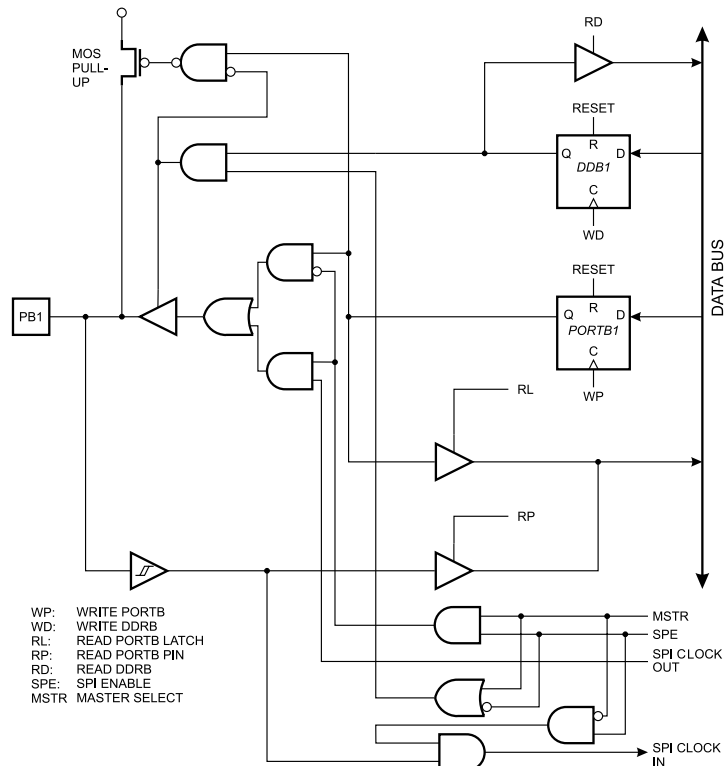 RD
MOS
PULL-
UP
RESET
R
Q
D
DDB1
C
WD
DATA BUS
RESET
R
Q
D
PORTB1
C
WP
PB1
RL
RP
WP: WRITE PORTB
WD: WRITE DDRB
RL: READ PORTB LATCH
RP: READ PORTB PIN
RD: READ DDRB
SPE: SPI ENABLE
MSTR MASTER SELECT
MSTR
SPE
SPI CLOCK
OUT
SPI CLOCK
IN